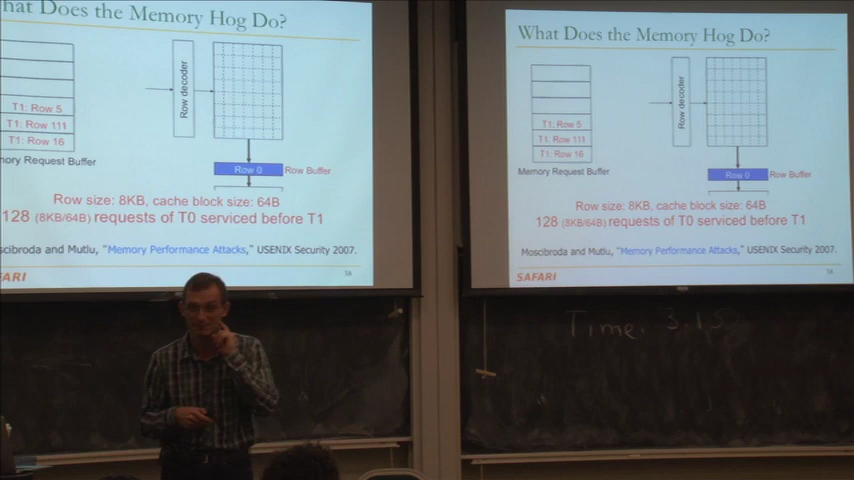 hat Does the Memory Hog Do?
Row decoder
T1: Row 5
T1: Row 111
T1: Row 16
mory Request Buffer
Row 0
Row Buffer
Row size: 8KB, cache block size: 64B
128 (8KB/64B) requests of T0 serviced before T1
scibroda and Mutlu, "Memory Performance Attacks," USENIX Security 2007.
ARI
What Does the Memory Hog Do?
Row decoder
T1: Row 5
T1: Row 111
T1: Row 16
Memory Request Buffer
Row 0
Row Buffer
Row size: 8KB, cache block size: 64B
128 (8KB/64B) requests of T0 serviced before T1
Moscibroda and Mutlu, "Memory Performance Attacks," USENIX Security 2007.
SAFARI
Time. 3.15